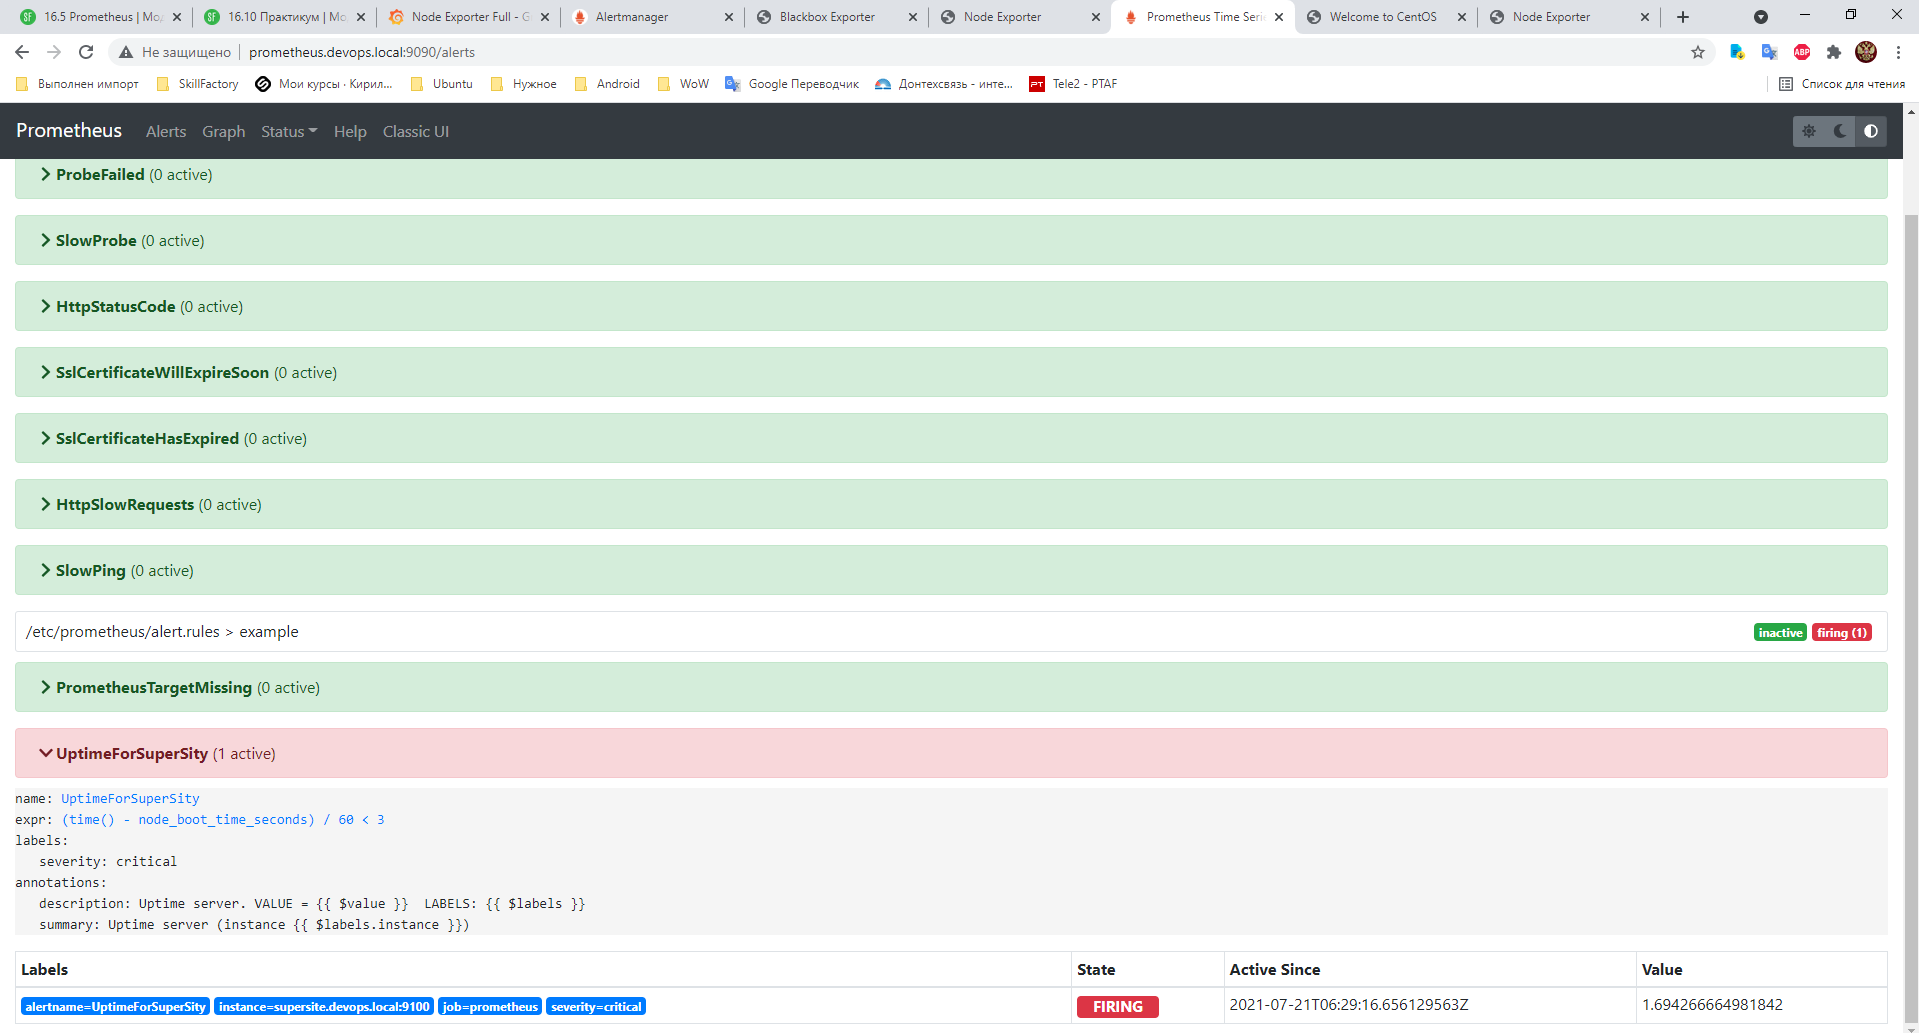 16.5 Prometheus | Мод
16.10 Практикум | Мо
Node Exporter Full - G
Alertmanager
Blackbox Exporter
Node Exporter
Prometheus Time Seri
Welcome to CentOS
Node Exporter
Не защищено | prometheus.devops.local:9090/alerts
ABP
Выполнен импорт
SkillFactory
Мои курсы · Кирил...
Ubuntu
Нужное
Android
WoW
Google Переводчик
Донтехсвязь - инте...
PT Tele2 - PTAF
Список для чтения
Prometheus Alerts Graph Status Help Classic UI
ProbeFailed (0 active)
SlowProbe (0 active)
HttpStatusCode (0 active)
SslCertificateWillExpireSoon (0 active)
SslCertificateHasExpired (0 active)
HttpSlowRequests (0 active)
SlowPing (0 active)
/etc/prometheus/alert.rules > example inactive firing (1)
PrometheusTargetMissing (0 active)
UptimeForSuperSity (1 active)
name: UptimeForSuperSity
expr: (time() - node_boot_time_seconds) / 60 < 3
labels:
severity: critical
annotations:
description: Uptime server. VALUE = {{ $value }} LABELS: {{ $labels }}
summary: Uptime server (instance {{ $labels.instance }})
Labels State Active Since Value
alertname=UptimeForSuperSity instance=supersite.devops.local:9100 job=prometheus severity=critical FIRING 2021-07-21T06:29:16.656129563Z 1.694266664981842